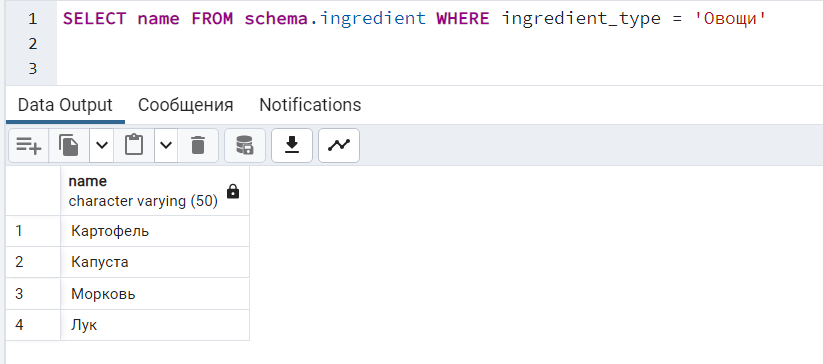 1 SELECT name FROM schema.ingredient WHERE ingredient_type = 'Овощи'
2
3
Data Output Сообщения Notifications
name
character varying (50)
1 Картофель
2 Капуста
3 Морковь
4 Лук